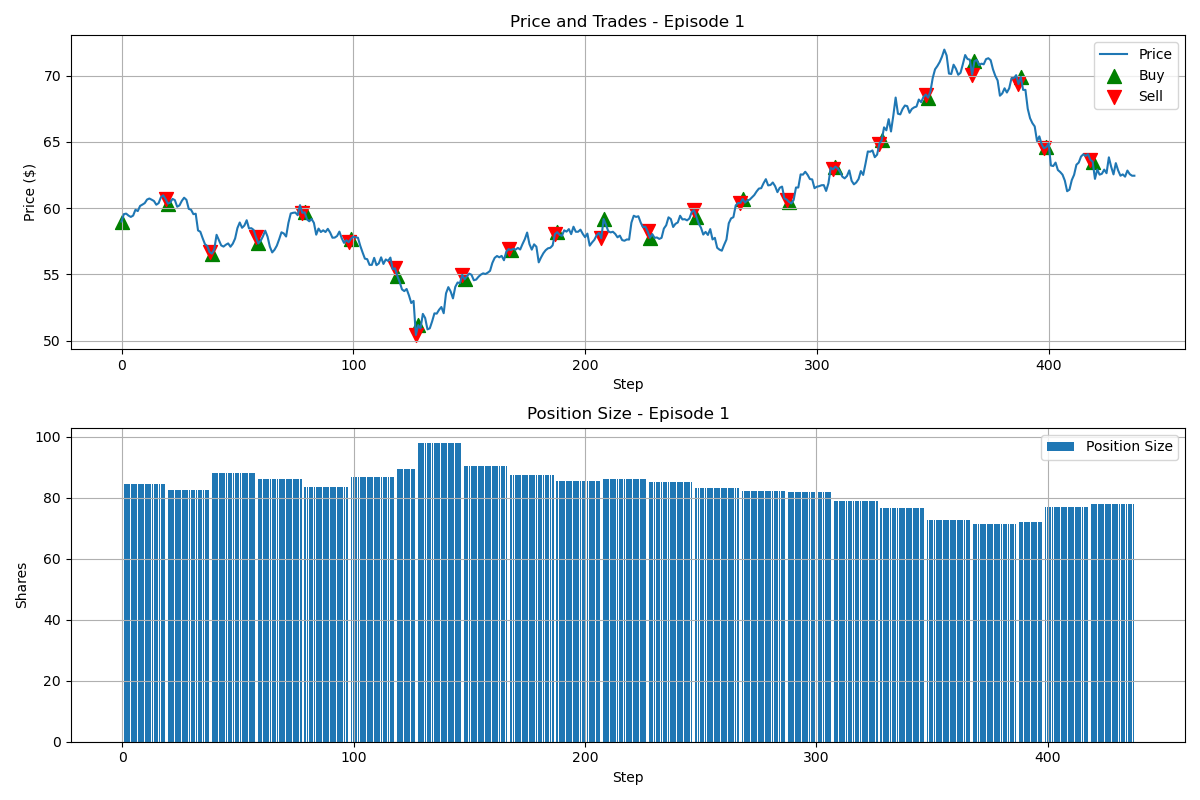 Price and Trades - Episode 1
Price ($)
70
65
60
55
50
Price
Buy
Sell
0 100 200 300 400
Step
Position Size - Episode 1
Shares
100
80
60
40
20
0
Position Size
0 100 200 300 400
Step